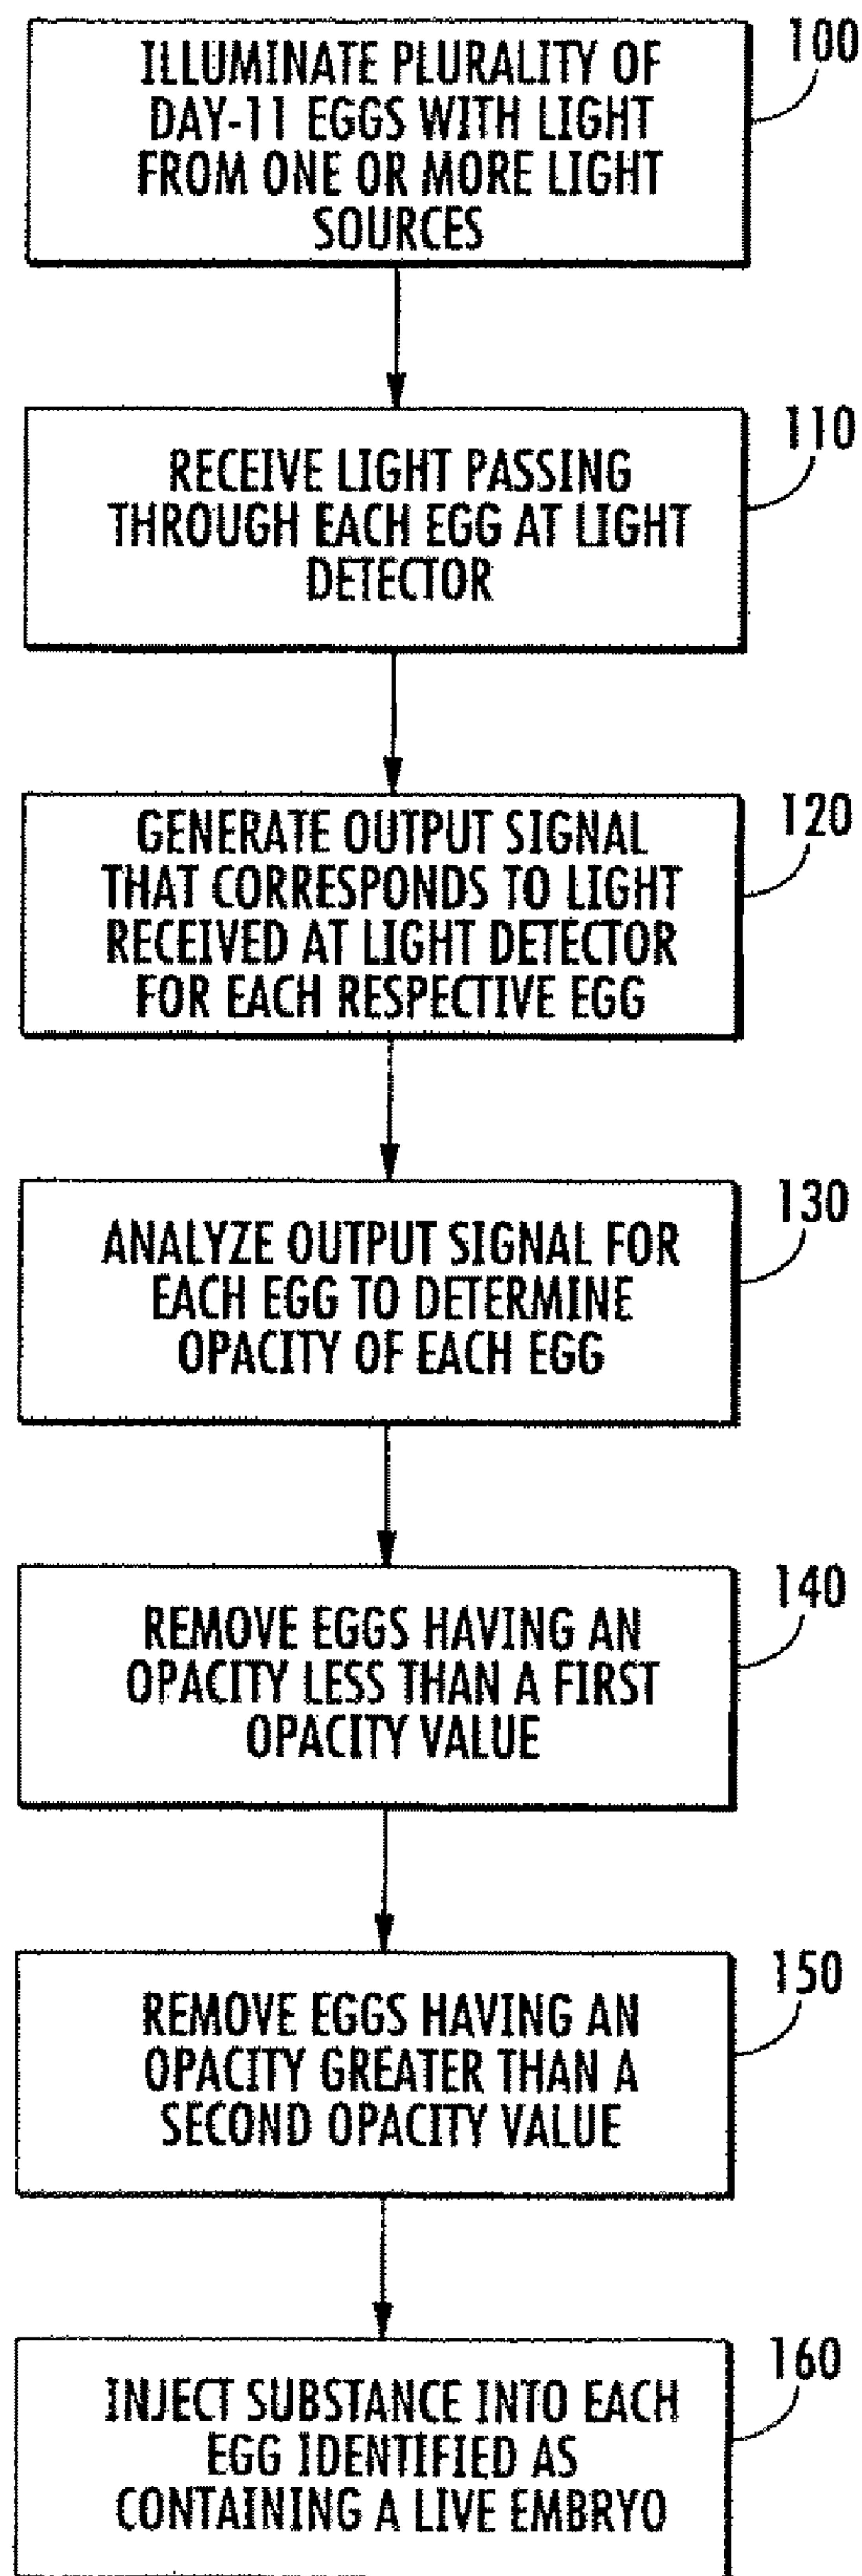 100
ILLUMINATE PLURALITY OF
DAY-11 EGGS WITH LIGHT
FROM ONE OR MORE LIGHT
SOURCES
110
RECEIVE LIGHT PASSING
THROUGH EACH EGG AT LIGHT
DETECTOR
120
GENERATE OUTPUT SIGNAL
THAT CORRESPONDS TO LIGHT
RECEIVED AT LIGHT DETECTOR
FOR EACH RESPECTIVE EGG
130
ANALYZE OUTPUT SIGNAL FOR
EACH EGG TO DETERMINE
OPACITY OF EACH EGG
140
REMOVE EGGS HAVING AN
OPACITY LESS THAN A FIRST
OPACITY VALUE
150
REMOVE EGGS HAVING AN
OPACITY GREATER THAN A
SECOND OPACITY VALUE
160
INJECT SUBSTANCE INTO EACH
EGG IDENTIFIED AS
CONTAINING A LIVE EMBRYO